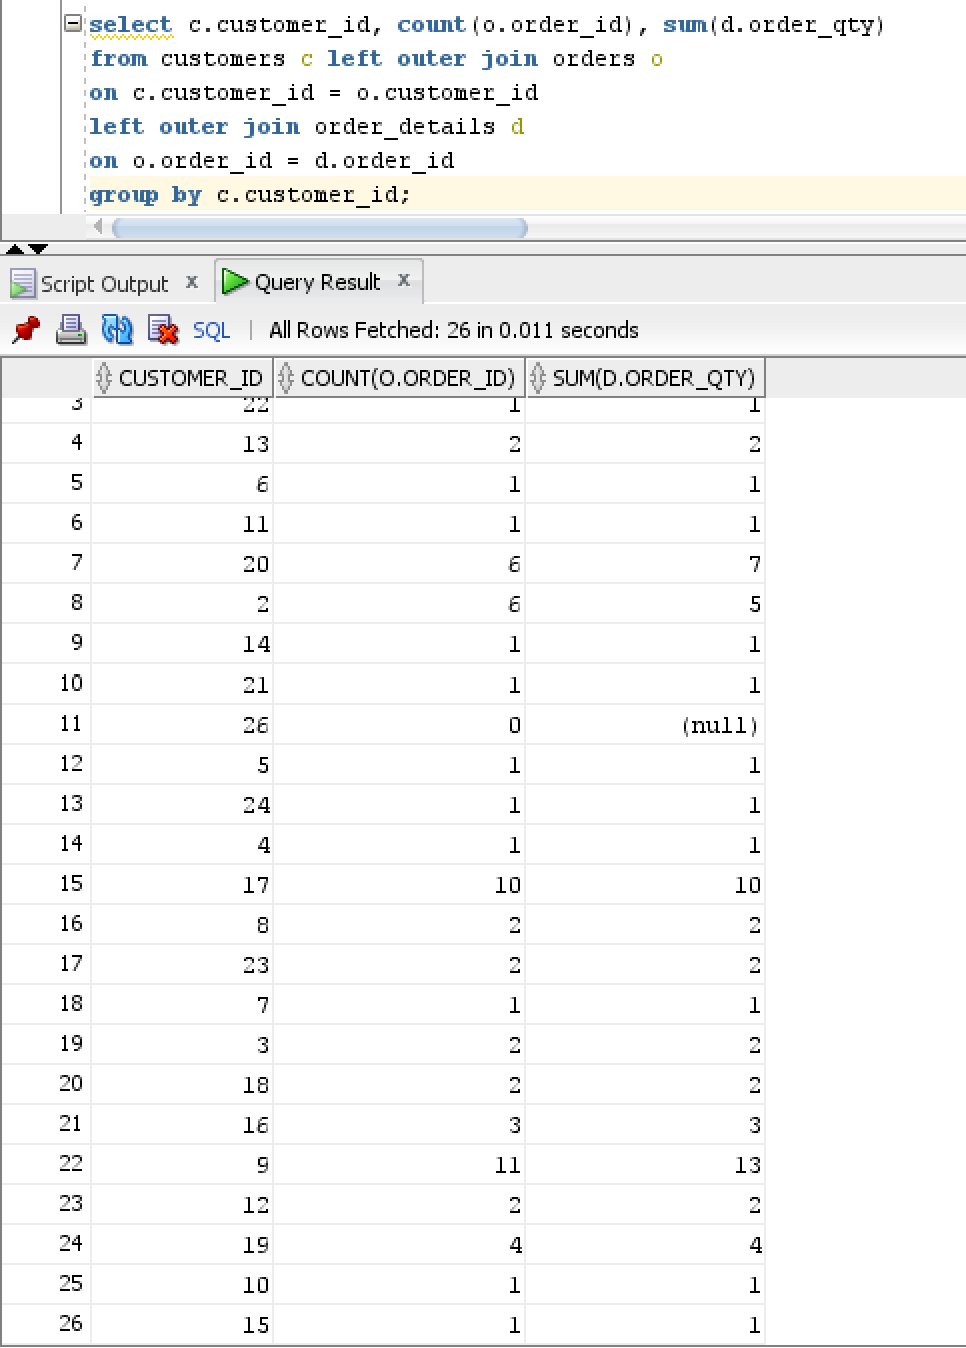 select c.customer_id, count(o.order_id), sum(d.order_qty)
from customers c left outer join orders o
on c.customer_id = o.customer_id
left outer join order_details d
on o.order_id = d.order_id
group by c.customer_id;
Script Output x Query Result x
SQL | All Rows Fetched: 26 in 0.011 seconds
CUSTOMER_ID COUNT(O.ORDER_ID) SUM(D.ORDER_QTY)
3 22 1 1
4 13 2 2
5 6 1 1
6 11 1 1
7 20 6 7
8 2 6 5
9 14 1 1
10 21 1 1
11 26 0 (null)
12 5 1 1
13 24 1 1
14 4 1 1
15 17 10 10
16 8 2 2
17 23 2 2
18 7 1 1
19 3 2 2
20 18 2 2
21 16 3 3
22 9 11 13
23 12 2 2
24 19 4 4
25 10 1 1
26 15 1 1